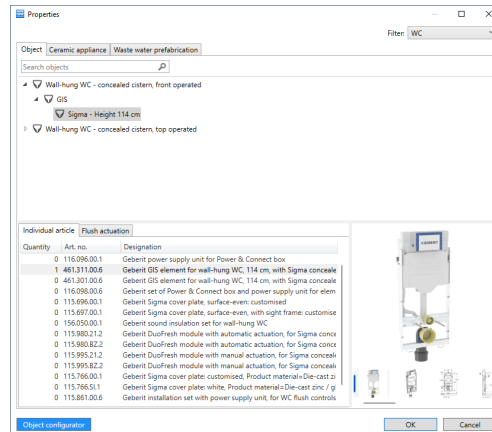 Properties
Filter: WC
Object Ceramic appliance Waste water prefabrication
Search objects
Wall-hung WC - concealed cistern, front operated
GIS
Sigma - Height 114 cm
Wall-hung WC - concealed cistern, top operated
Individual article Flush actuation
Quantity Art. no. Designation
0 116.096.00.1 Geberit power supply unit for Power & Connect box
1 461.311.00.6 Geberit GIS element for wall-hung WC, 114 cm, with Sigma conceale
0 461.301.00.6 Geberit GIS element for wall-hung WC, 114 cm, with Sigma conceale
0 116.098.00.6 Geberit set of Power & Connect box and power supply unit for elem
0 115.696.00.1 Geberit Sigma cover plate, surface-even: customised
0 115.697.00.1 Geberit Sigma cover plate, surface-even, with sight frame: customise
0 156.050.00.1 Geberit sound insulation set for wall-hung WC
0 115.980.21.2 Geberit DuoFresh module with automatic actuation, for Sigma conce
0 115.980.BZ.2 Geberit DuoFresh module with automatic actuation, for Sigma conce
0 115.995.21.2 Geberit DuoFresh module with manual actuation, for Sigma conceal
0 115.995.BZ.2 Geberit DuoFresh module with manual actuation, for Sigma conceal
0 115.766.00.1 Geberit Sigma cover plate: customised, Product material=Die-cast zi
0 115.766.SI.1 Geberit Sigma cover plate: white, Product material=Die-cast zinc / gl
0 115.861.00.6 Geberit installation set with power supply unit, for WC flush controls
GEBERIT
Object configurator OK Cancel